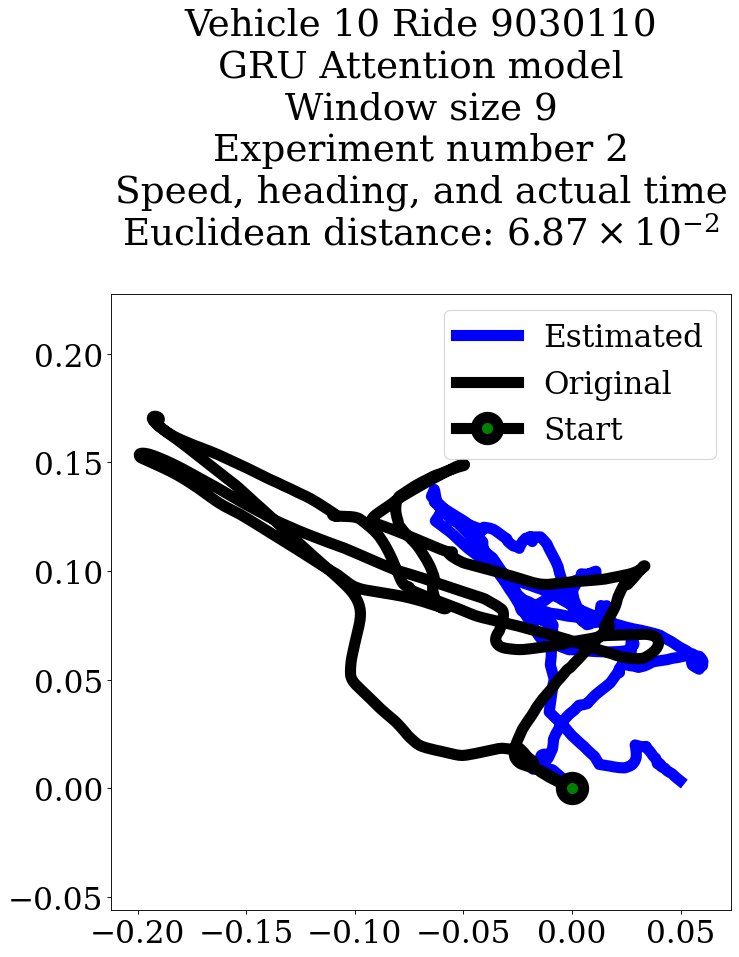 Vehicle 10 Ride 9030110
GRU Attention model
Window size 9
Experiment number 2
Speed, heading, and actual time
Euclidean distance: 6.87 × 10⁻²
Estimated
Original
Start
0.20
0.15
0.10
0.05
0.00
−0.05
−0.20 −0.15 −0.10 −0.05 0.00 0.05